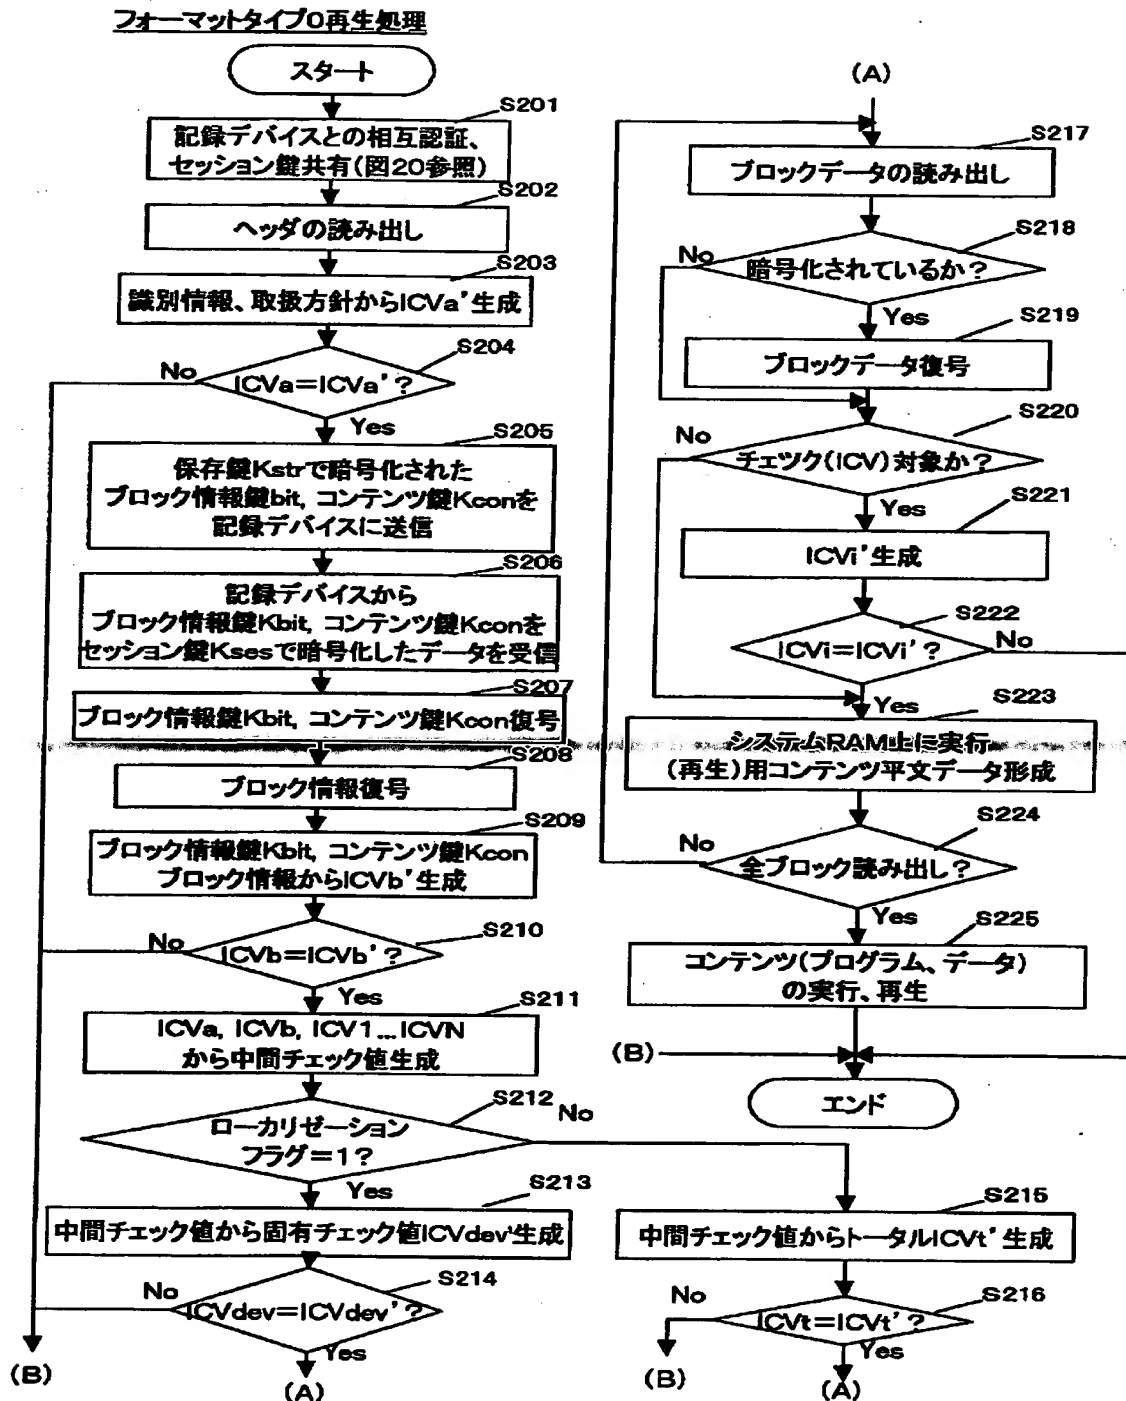 フォーマットタイプ0再生処理
スタート
S201
記録デバイスとの相互認証、
セッション鍵共有(図20参照)
S202
ヘッダの読み出し
S203
識別情報、取扱方針からICVa'生成
S204
No
ICVa=ICVa'?
Yes
S205
保存鍵Kstrで暗号化された
ブロック情報鍵bit, コンテンツ鍵Kconを
記録デバイスに送信
S206
記録デバイスから
ブロック情報鍵Kbit, コンテンツ鍵Kconを
セッション鍵Ksesで暗号化したデータを受信
S207
ブロック情報鍵Kbit, コンテンツ鍵Kcon復号
S208
ブロック情報復号
S209
ブロック情報鍵Kbit, コンテンツ鍵Kcon
ブロック情報からICVb'生成
S210
No
ICVb=ICVb'?
Yes
S211
ICVa, ICVb, ICV1...ICVN
から中間チェック値生成
S212
No
ローカリゼーション
フラグ=1?
Yes
S213
中間チェック値から固有チェック値ICVdev'生成
S214
No
ICVdev=ICVdev'?
Yes
(B)
(A)
(A)
S217
ブロックデータの読み出し
S218
No
暗号化されているか?
Yes
S219
ブロックデータ復号
S220
No
チェツク(ICV)対象か?
Yes
S221
ICVi'生成
S222
ICVi=ICVi'?
No
Yes
S223
システムRAM上に実行
(再生)用コンテンツ平文データ形成
S224
No
全ブロック読み出し?
Yes
S225
コンテンツ(プログラム、データ)
の実行、再生
(B)
エンド
S215
中間チェック値からトータルICVt'生成
S216
No
ICVt=ICVt'?
Yes
(B)
(A)